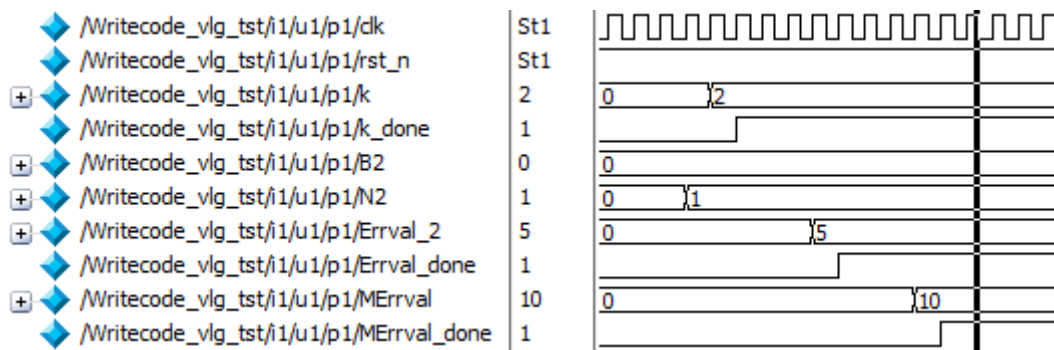 /Writecode_vlg_tst/i1/u1/p1/clk St1
/Writecode_vlg_tst/i1/u1/p1/rst_n St1
/Writecode_vlg_tst/i1/u1/p1/k 2 0 2
/Writecode_vlg_tst/i1/u1/p1/k_done 1
/Writecode_vlg_tst/i1/u1/p1/B2 0 0
/Writecode_vlg_tst/i1/u1/p1/N2 1 0 1
/Writecode_vlg_tst/i1/u1/p1/Errval_2 5 0 5
/Writecode_vlg_tst/i1/u1/p1/Errval_done 1
/Writecode_vlg_tst/i1/u1/p1/MErrval 10 0 10
/Writecode_vlg_tst/i1/u1/p1/MErrval_done 1